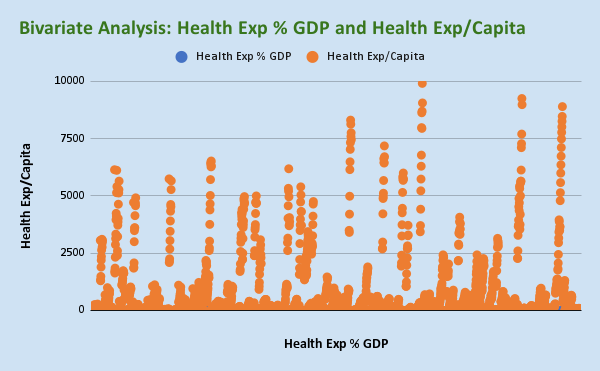 Bivariate Analysis: Health Exp % GDP and Health Exp/Capita
Health Exp % GDP Health Exp/Capita
10000
7500
5000
2500
0
Health Exp/Capita
Health Exp % GDP